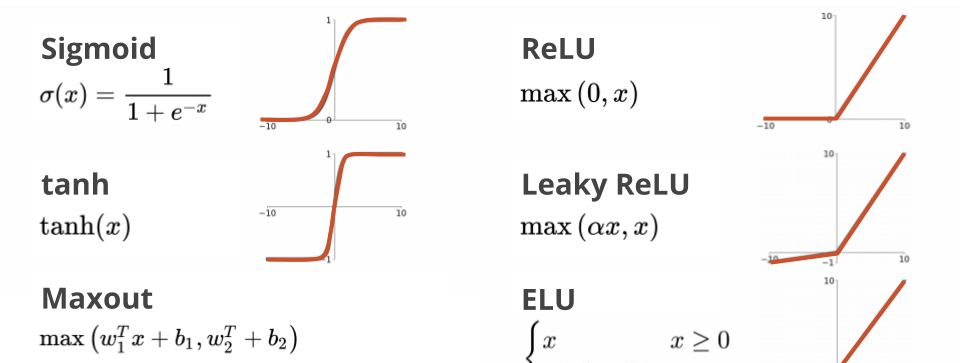 Sigmoid
σ(x) = 1 / (1 + e^{-x})
1
0
-10
10
ReLU
max (0, x)
10
0
-10
10
tanh
tanh(x)
1
-10
10
-1
Leaky ReLU
max (αx, x)
10
-10
-1
10
Maxout
max (w_1^T x + b_1, w_2^T + b_2)
ELU
{ x x ≥ 0
10